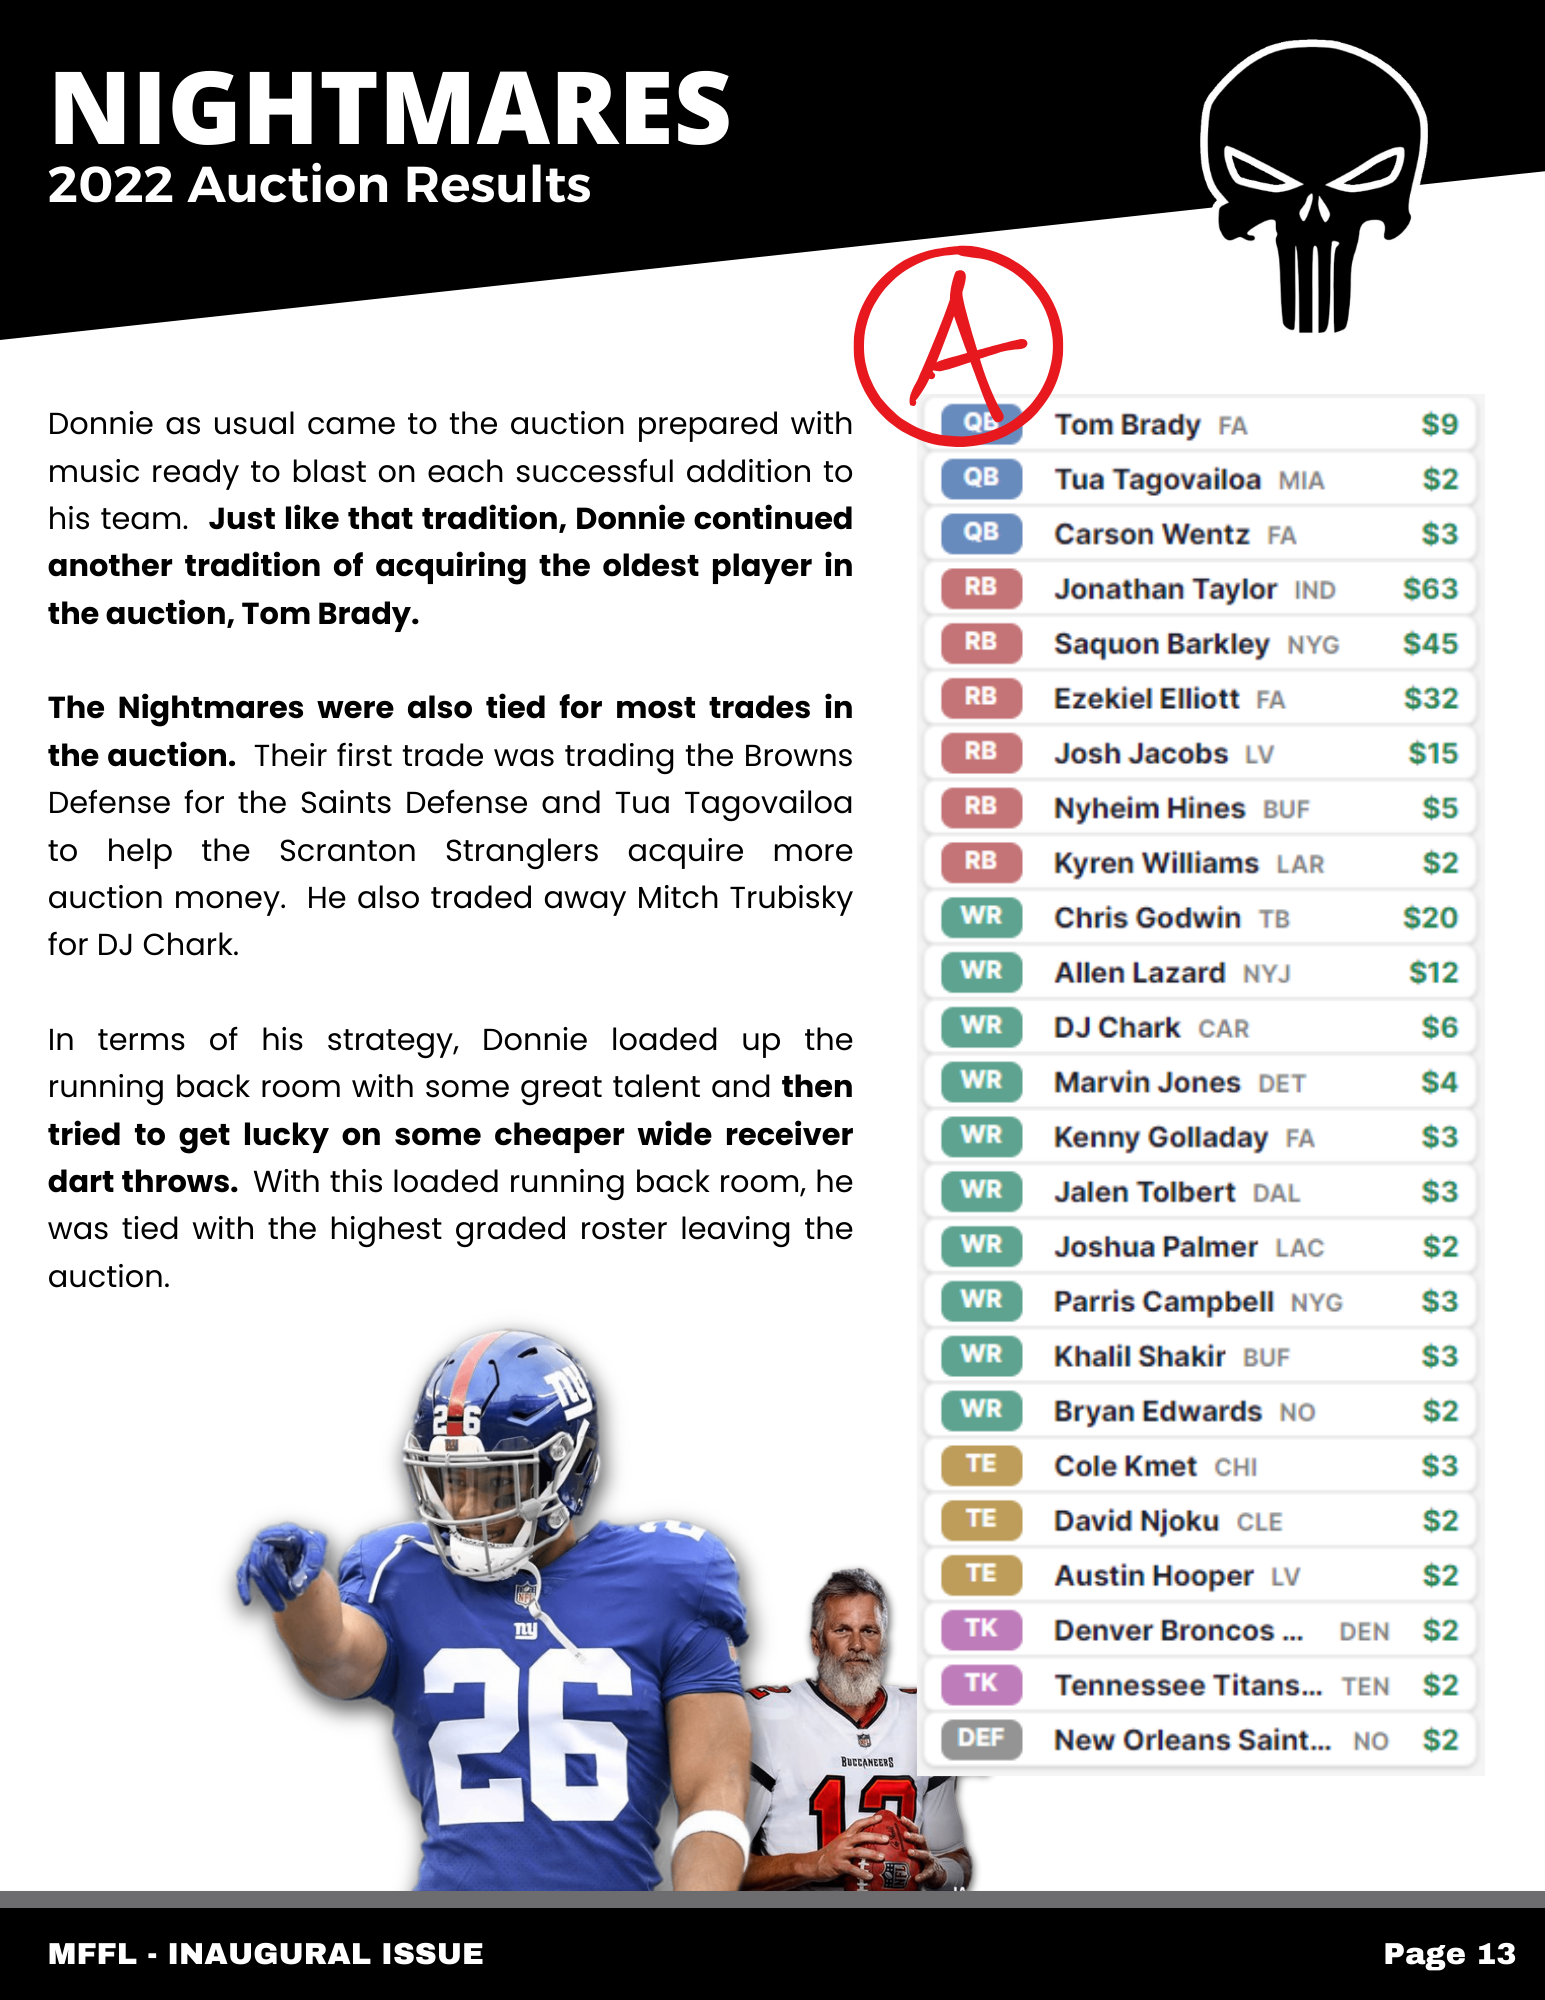 NIGHTMARES
2022 Auction Results
A
Donnie as usual came to the auction prepared with
music ready to blast on each successful addition to
his team. Just like that tradition, Donnie continued
another tradition of acquiring the oldest player in
the auction, Tom Brady.
The Nightmares were also tied for most trades in
the auction. Their first trade was trading the Browns
Defense for the Saints Defense and Tua Tagovailoa
to help the Scranton Stranglers acquire more
auction money. He also traded away Mitch Trubisky
for DJ Chark.
In terms of his strategy, Donnie loaded up the
running back room with some great talent and then
tried to get lucky on some cheaper wide receiver
dart throws. With this loaded running back room, he
was tied with the highest graded roster leaving the
auction.
QB Tom Brady FA $9
QB Tua Tagovailoa MIA $2
QB Carson Wentz FA $3
RB Jonathan Taylor IND $63
RB Saquon Barkley NYG $45
RB Ezekiel Elliott FA $32
RB Josh Jacobs LV $15
RB Nyheim Hines BUF $5
RB Kyren Williams LAR $2
WR Chris Godwin TB $20
WR Allen Lazard NYJ $12
WR DJ Chark CAR $6
WR Marvin Jones DET $4
WR Kenny Golladay FA $3
WR Jalen Tolbert DAL $3
WR Joshua Palmer LAC $2
WR Parris Campbell NYG $3
WR Khalil Shakir BUF $3
WR Bryan Edwards NO $2
TE Cole Kmet CHI $3
TE David Njoku CLE $2
TE Austin Hooper LV $2
TK Denver Broncos ... DEN $2
TK Tennessee Titans... TEN $2
DEF New Orleans Saint... NO $2
ny
26
NFL
ny
26
2
BUCCANEERS
12
NFL
MFFL - INAUGURAL ISSUE
Page 13